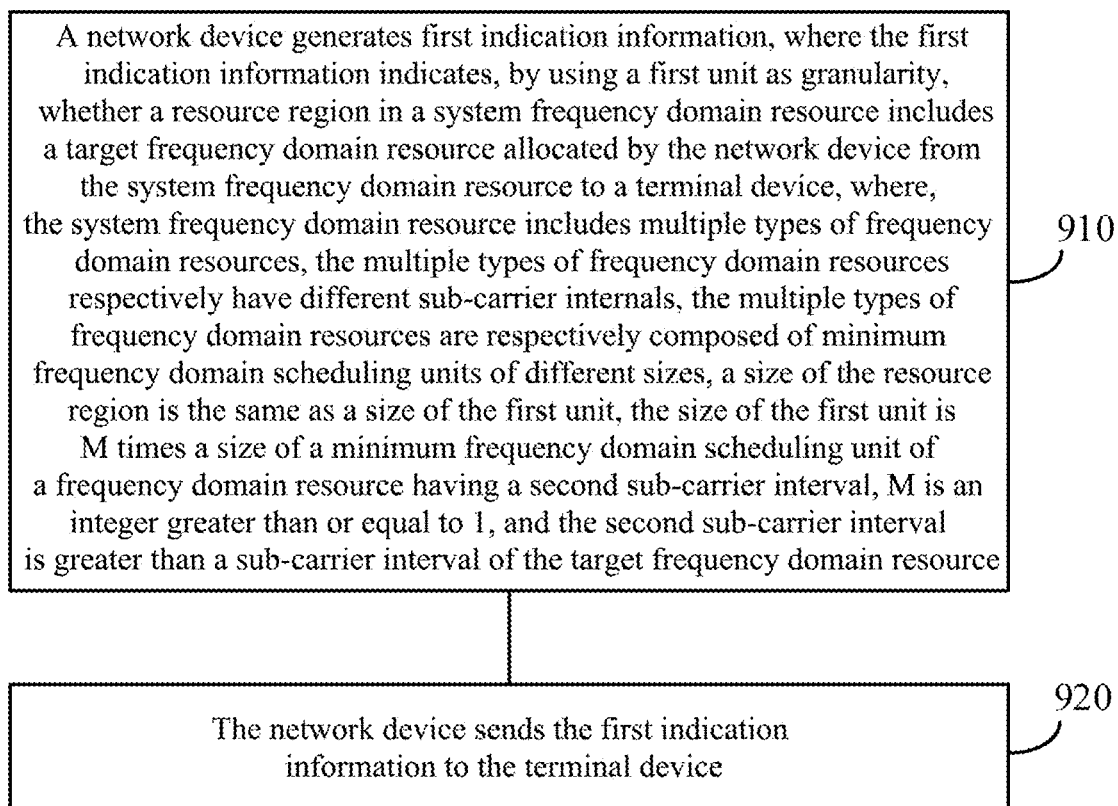 A network device generates first indication information, where the first
indication information indicates, by using a first unit as granularity,
whether a resource region in a system frequency domain resource includes
a target frequency domain resource allocated by the network device from
the system frequency domain resource to a terminal device, where,
the system frequency domain resource includes multiple types of frequency
domain resources, the multiple types of frequency domain resources
respectively have different sub-carrier internals, the multiple types of
frequency domain resources are respectively composed of minimum
frequency domain scheduling units of different sizes, a size of the resource
region is the same as a size of the first unit, the size of the first unit is
M times a size of a minimum frequency domain scheduling unit of
a frequency domain resource having a second sub-carrier interval, M is an
integer greater than or equal to 1, and the second sub-carrier interval
is greater than a sub-carrier interval of the target frequency domain resource
910
The network device sends the first indication
information to the terminal device
920